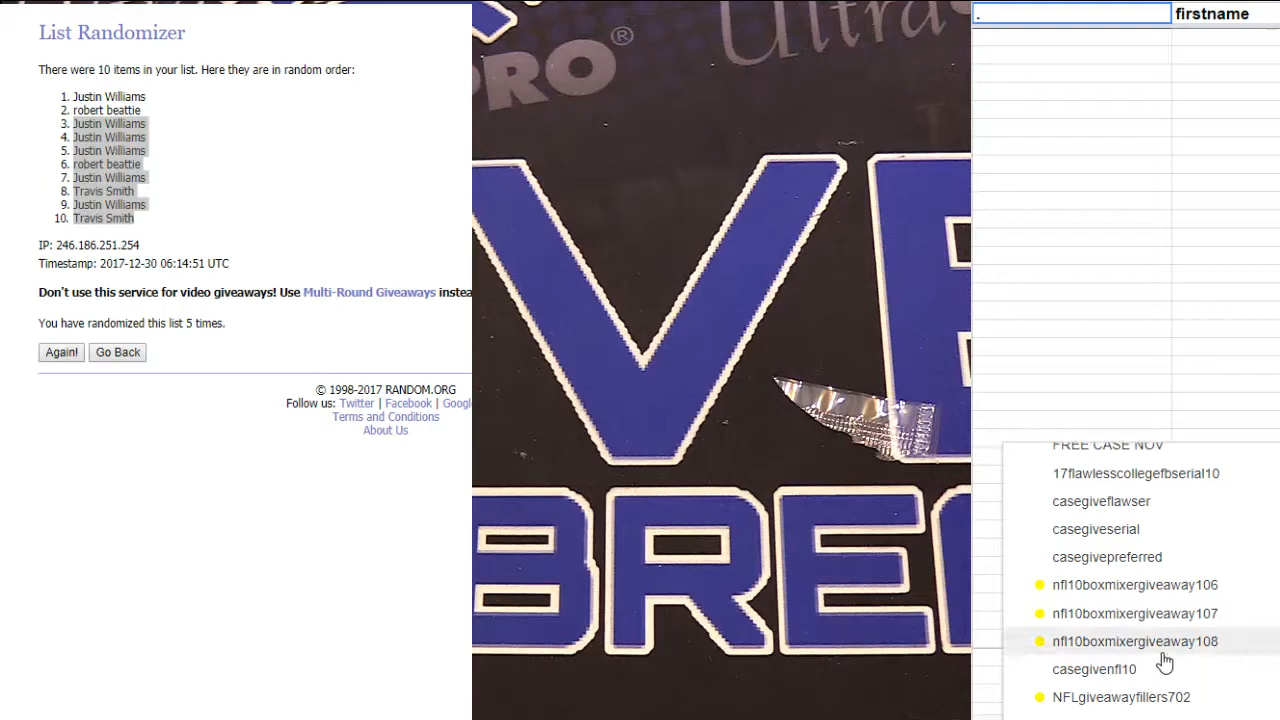 List Randomizer
There were 10 items in your list. Here they are in random order:
1. Justin Williams
2. robert beattie
3. Justin Williams
4. Justin Williams
5. Justin Williams
6. robert beattie
7. Justin Williams
8. Travis Smith
9. Justin Williams
10. Travis Smith
IP: 246.186.251.254
Timestamp: 2017-12-30 06:14:51 UTC
Don't use this service for video giveaways! Use Multi-Round Giveaways instea
You have randomized this list 5 times.
Again! Go Back
© 1998-2017 RANDOM.ORG
Follow us: Twitter | Facebook | Googl
Terms and Conditions
About Us
PRO®
Ultra
V
BRE
. firstname
FREE CASE NOV
17flawlesscollegefbserial10
casegiveflawser
casegiveserial
casegivepreferred
nfl10boxmixergiveaway106
nfl10boxmixergiveaway107
nfl10boxmixergiveaway108
casegivenfl10
NFLgiveawayfillers702